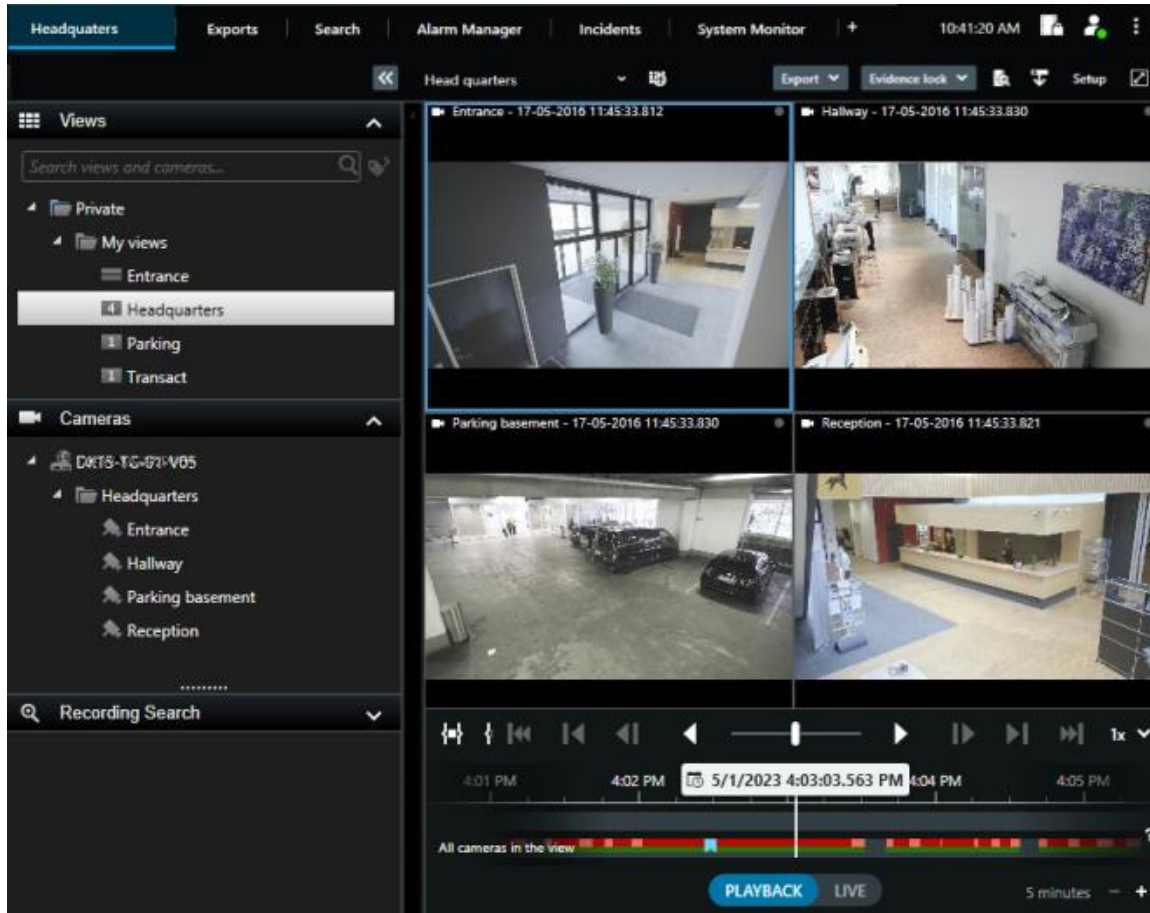 Headquaters Exports Search Alarm Manager Incidents System Monitor + 10:41:20 AM
Head quarters Export Evidence lock Setup
Views
Search views and cameras...
Private
My views
Entrance
4 Headquarters
1 Parking
1 Transact
Cameras
Headquarters
Entrance
Hallway
Parking basement
Reception
Recording Search
Entrance - 17-05-2016 11:45:33.812
Hallway - 17-05-2016 11:45:33.830
Parking basement - 17-05-2016 11:45:33.830
Reception - 17-05-2016 11:45:33.821
1x
4:01 PM 4:02 PM 5/1/2023 4:03:03.563 PM 4:04 PM 4:05 PM
All cameras in the view
PLAYBACK LIVE
5 minutes - +